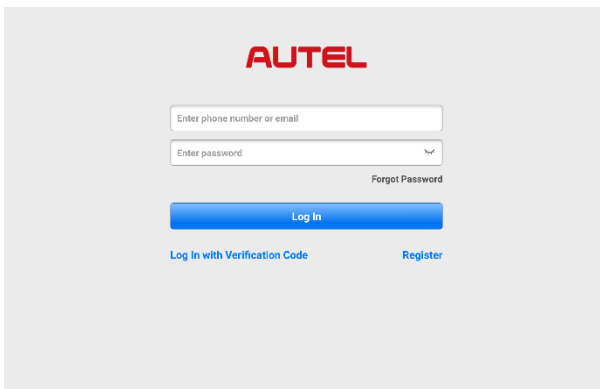 AUTEL
Enter phone number or email
Enter password
Forgot Password
Log In
Log In with Verification Code
Register